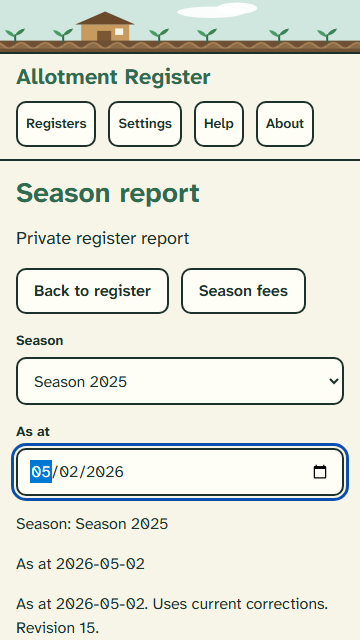 Allotment Register
Registers
Settings
Help
About
Season report
Private register report
Back to register
Season fees
Season
Season 2025
As at
05/02/2026
Season: Season 2025
As at 2026-05-02
As at 2026-05-02. Uses current corrections.
Revision 15.